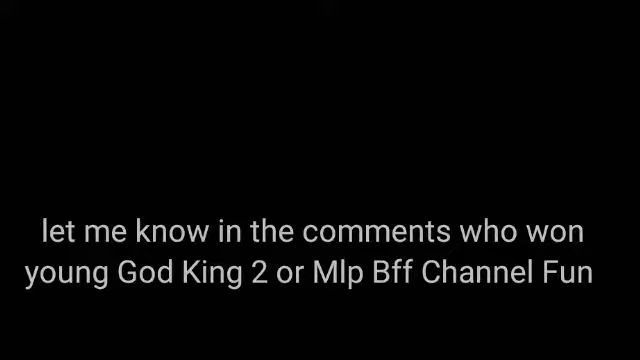 let me know in the comments who won
young God King 2 or Mlp Bff Channel Fun